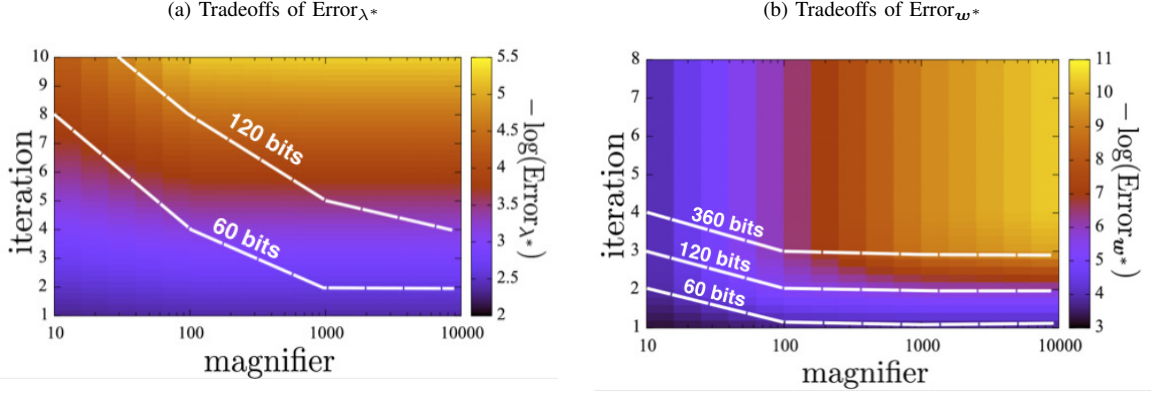 (a) Tradeoffs of Error_λ*
10
9
8
7
6
5
4
3
2
1
iteration
120 bits
60 bits
10 100 1000 10000
magnifier
5.5
5
4.5
4
3.5
3
2.5
2
− log(Error_λ*)
(b) Tradeoffs of Error_w*
8
7
6
5
4
3
2
1
iteration
360 bits
120 bits
60 bits
10 100 1000 10000
magnifier
11
10
9
8
7
6
5
4
3
− log(Error_w*)